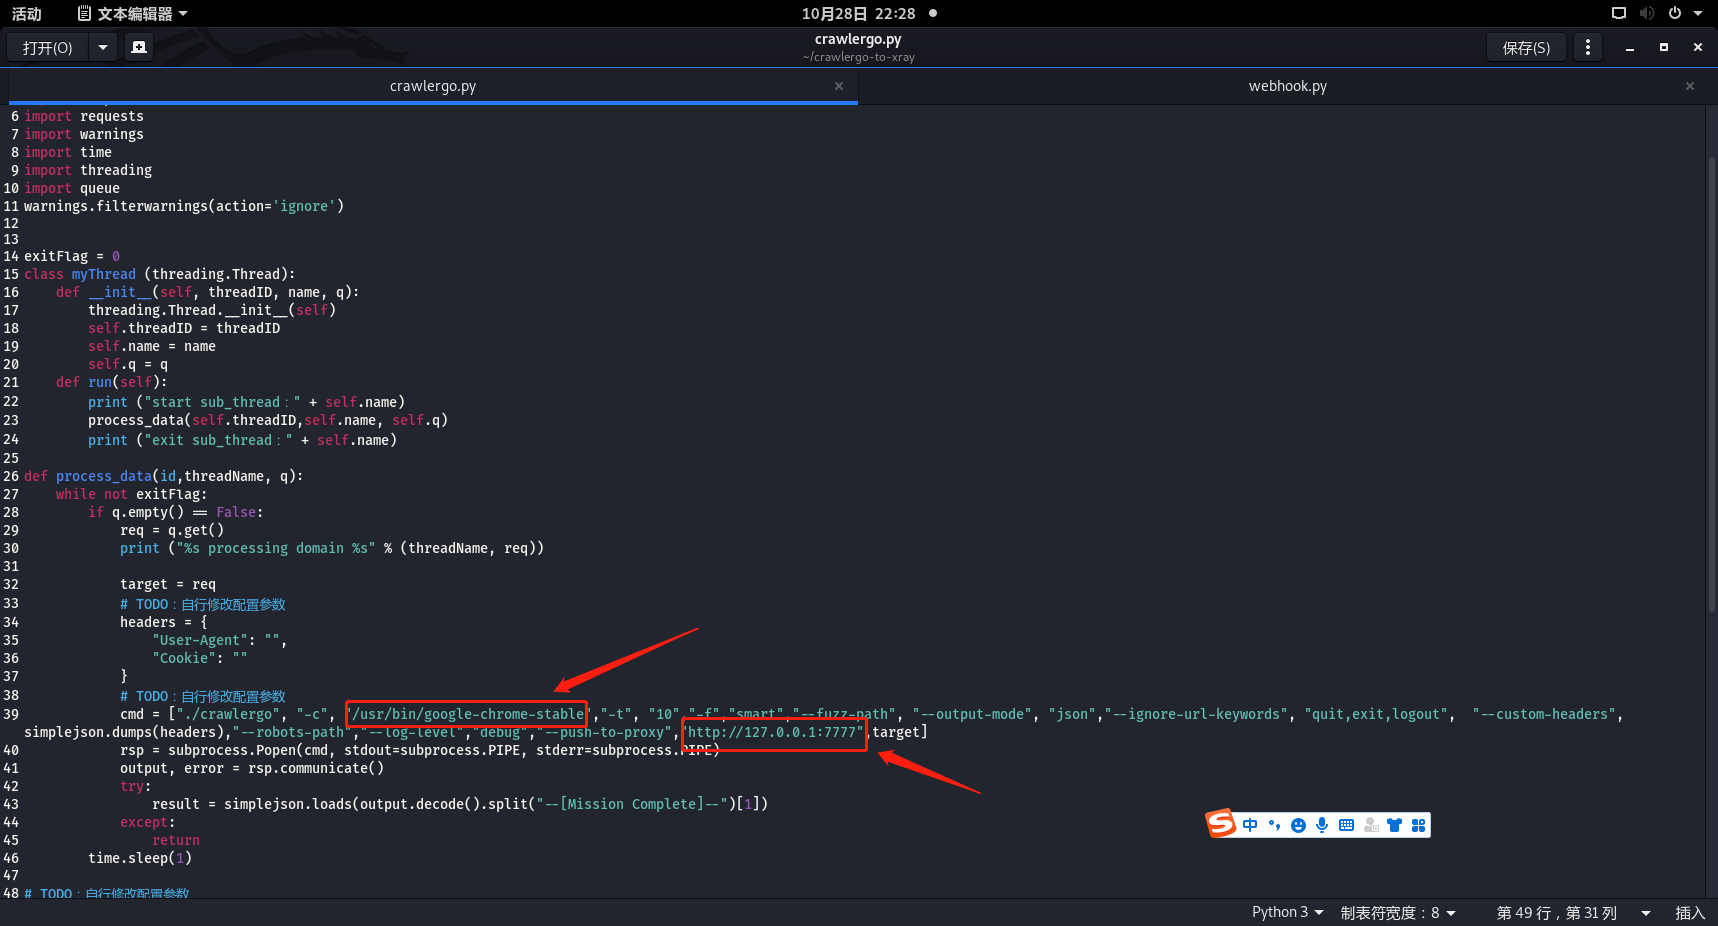 活动 文本编辑器 10月28日 22:28
打开(O) crawlergo.py 保存(S)
~/crawlergo-to-xray
crawlergo.py webhook.py
6 import requests
7 import warnings
8 import time
9 import threading
10 import queue
11 warnings.filterwarnings(action='ignore')
12
13
14 exitFlag = 0
15 class myThread (threading.Thread):
16     def __init__(self, threadID, name, q):
17         threading.Thread.__init__(self)
18         self.threadID = threadID
19         self.name = name
20         self.q = q
21     def run(self):
22         print ("start sub_thread：" + self.name)
23         process_data(self.threadID,self.name, self.q)
24         print ("exit sub_thread：" + self.name)
25
26 def process_data(id,threadName, q):
27     while not exitFlag:
28         if q.empty() == False:
29             req = q.get()
30             print ("%s processing domain %s" % (threadName, req))
31
32             target = req
33             # TODO：自行修改配置参数
34             headers = {
35                 "User-Agent": "",
36                 "Cookie": ""
37             }
38             # TODO：自行修改配置参数
39             cmd = ["./crawlergo", "-c", "/usr/bin/google-chrome-stable","-t", "10","-f","smart","--fuzz-path", "--output-mode", "json","--ignore-url-keywords", "quit,exit,logout",  "--custom-headers",
simplejson.dumps(headers),"--robots-path","--log-level","debug","--push-to-proxy","http://127.0.0.1:7777",target]
40             rsp = subprocess.Popen(cmd, stdout=subprocess.PIPE, stderr=subprocess.PIPE)
41             output, error = rsp.communicate()
42             try:
43                 result = simplejson.loads(output.decode().split("--[Mission Complete]--")[1])
44             except:
45                 return
46         time.sleep(1)
47
48 # TODO：自行修改配置参数
S 中
Python 3 制表符宽度：8 第 49 行，第 31 列 插入